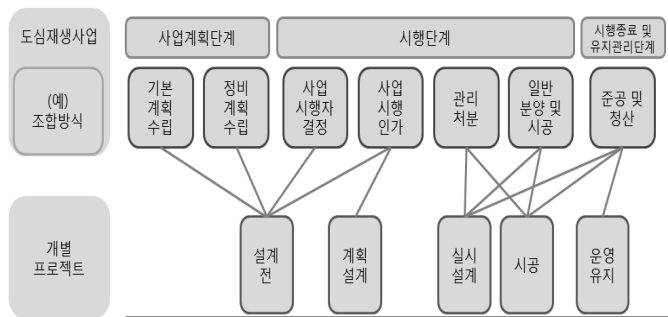 도심재생사업
사업계획단계
시행단계
시행종료 및
유지관리단계
(예)
조합방식
기본
계획
수립
정비
계획
수립
사업
시행자
결정
사업
시행
인가
관리
처분
일반
분양 및
시공
준공 및
청산
개별
프로젝트
설계
전
계획
설계
실시
설계
시공
운영
유지